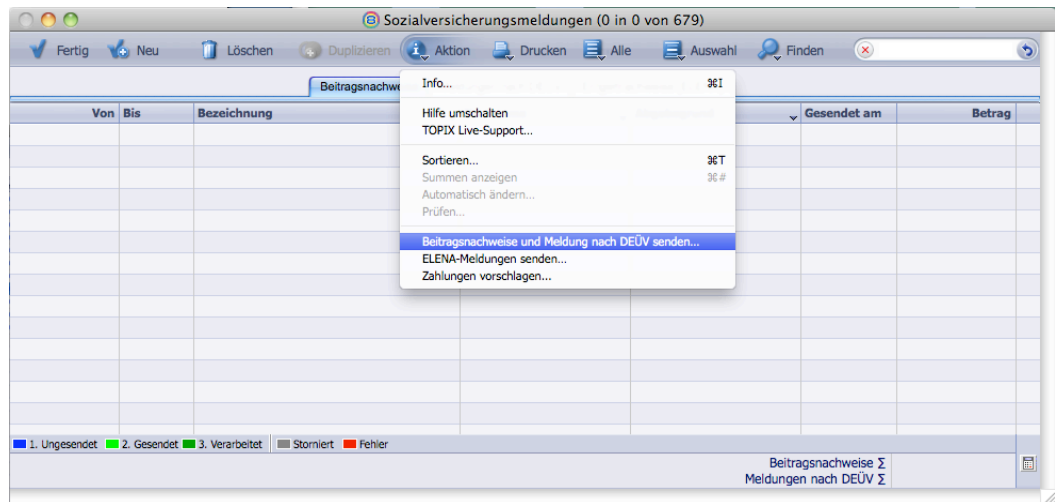 Sozialversicherungsmeldungen (0 in 0 von 679)
Fertig Neu Löschen Duplizieren Aktion Drucken Alle Auswahl Finden
Beitragsnachwe
Von Bis Bezeichnung Gesendet am Betrag
Info... ⌘I
Hilfe umschalten
TOPIX Live-Support...
Sortieren... ⌘T
Summen anzeigen ⌘#
Automatisch ändern...
Prüfen...
Beitragsnachweise und Meldung nach DEÜV senden...
ELENA-Meldungen senden...
Zahlungen vorschlagen...
1. Ungesendet 2. Gesendet 3. Verarbeitet Storniert Fehler
Beitragsnachweise Σ
Meldungen nach DEÜV Σ